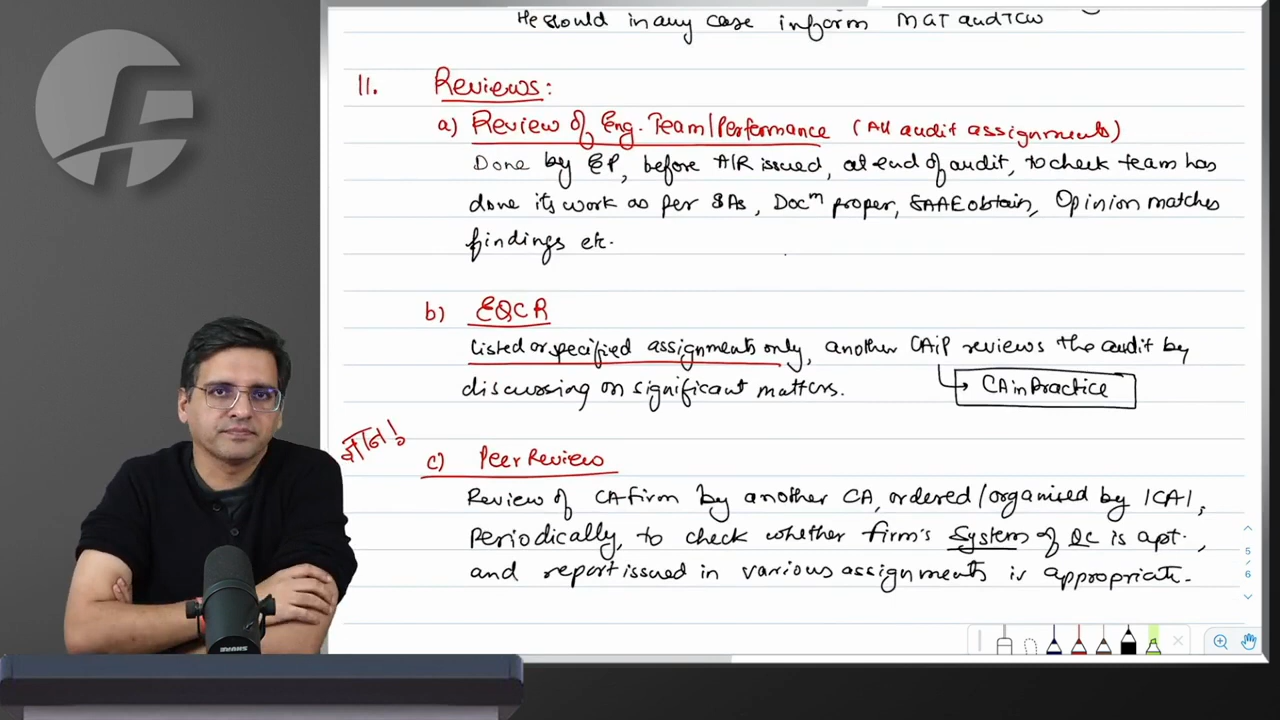 He should in any case inform MGT and TCW
11. Reviews:
a) Review of Eng. Team/Performance (All audit assignments)
Done by EP, before A/R issued, at end of audit, to check team has
done its work as per SAs, Docⁿ proper, SAAE obtain, Opinion matches
findings etc.
b) EQCR
Listed or specified assignments only, another CAiP reviews the audit by
CA in Practice
discussing on significant matters.
ज्ञान!
c) Peer Review
Review of CA Firm by another CA, ordered/organised by ICAI,
Periodically, to check whether firm's System of QC is apt.,
and report issued in various assignments is appropriate.
5
/
6